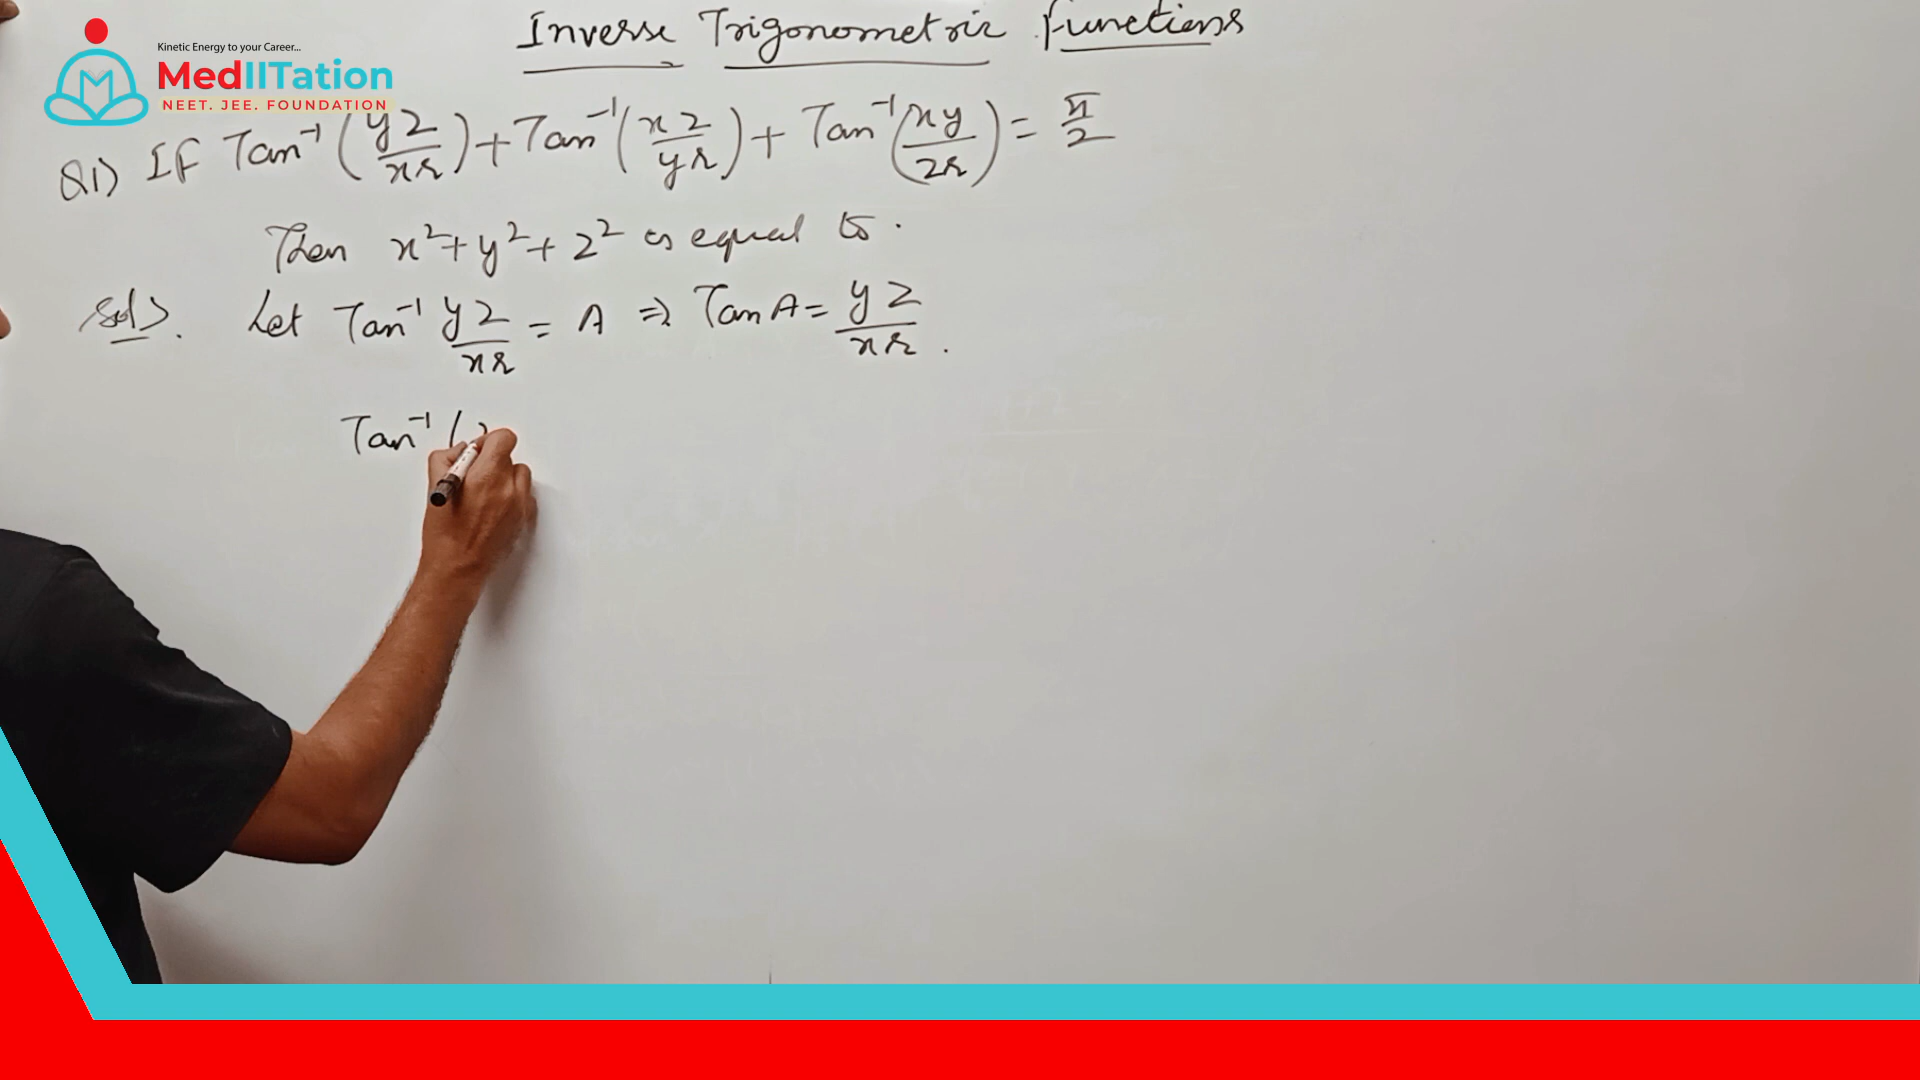 Inverse Trigonometric Functions
Kinetic Energy to your Career...
MedIITation
NEET. JEE. FOUNDATION
Q1) If Tan⁻¹(yz/xr) + Tan⁻¹(xz/yr) + Tan⁻¹(xy/zr) = π/2
Then x²+y²+z² is equal to.
Sol). Let Tan⁻¹ yz/xr = A ⇒ Tan A = yz/xr.
Tan⁻¹(